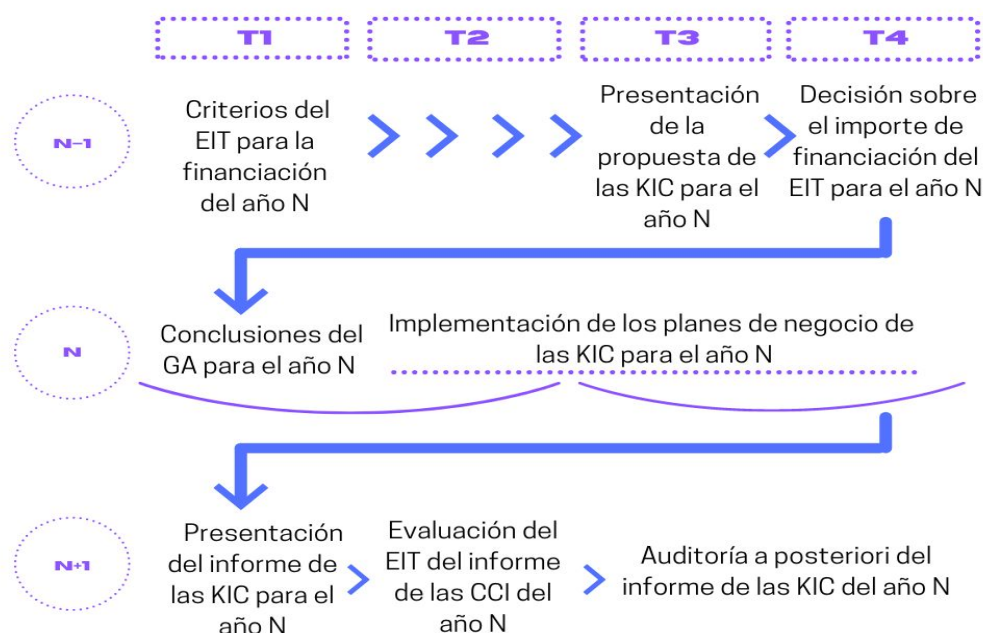 T1 T2 T3 T4
N-1
Criterios del
EIT para la
financiación
del año N
Presentación
de la
propuesta de
las KIC para el
año N
Decisión sobre
el importe de
financiación del
EIT para el año N
N
Conclusiones del
GA para el año N
Implementación de los planes de negocio de
las KIC para el año N
N+1
Presentación
del informe de
las KIC para el
año N
Evaluación del
EIT del informe
de las CCI del
año N
Auditoría a posteriori del
informe de las KIC del año N